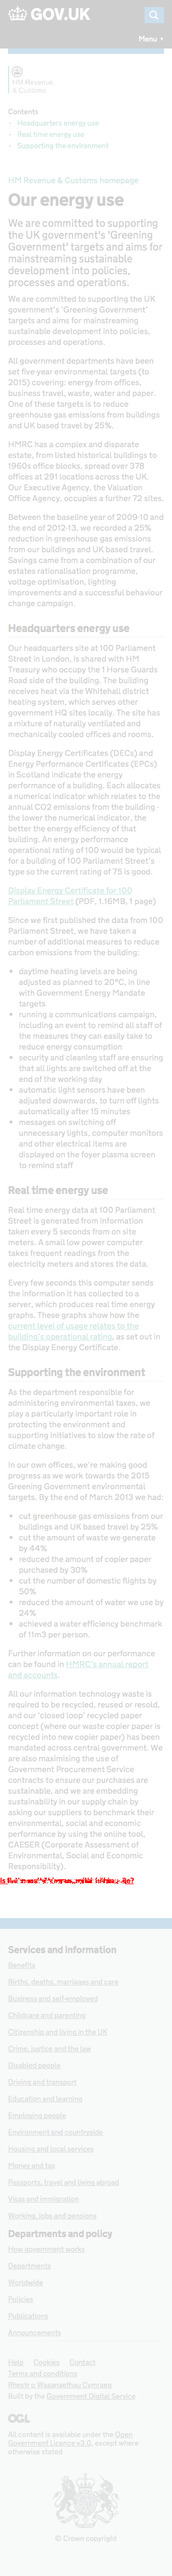 GOV.UK
Menu
HM Revenue
& Customs
Contents
Headquarters energy use
Real time energy use
Supporting the environment
HM Revenue & Customs homepage
Our energy use
We are committed to supporting
the UK government's 'Greening
Government' targets and aims for
mainstreaming sustainable
development into policies,
processes and operations.
We are committed to supporting the UK
government's 'Greening Government'
targets and aims for mainstreaming
sustainable development into policies,
processes and operations.
All government departments have been
set five-year environmental targets (to
2015) covering: energy from offices,
business travel, waste, water and paper.
One of these targets is to reduce
greenhouse gas emissions from buildings
and UK based travel by 25%.
HMRC has a complex and disparate
estate, from listed historical buildings to
1960s office blocks, spread over 378
offices at 291 locations across the UK.
Our Executive Agency, the Valuation
Office Agency, occupies a further 72 sites.
Between the baseline year of 2009-10 and
the end of 2012-13, we recorded a 25%
reduction in greenhouse gas emissions
from our buildings and UK based travel.
Savings came from a combination of our
estates rationalisation programme,
voltage optimisation, lighting
improvements and a successful behaviour
change campaign.
Headquarters energy use
Our headquarters site at 100 Parliament
Street in London, is shared with HM
Treasury who occupy the 1 Horse Guards
Road side of the building. The building
receives heat via the Whitehall district
heating system, which serves other
government HQ sites locally. The site has
a mixture of naturally ventilated and
mechanically cooled offices and rooms.
Display Energy Certificates (DECs) and
Energy Performance Certificates (EPCs)
in Scotland indicate the energy
performance of a building. Each allocates
a numerical indicator which relates to the
annual CO2 emissions from the building -
the lower the numerical indicator, the
better the energy efficiency of that
building. An energy performance
operational rating of 100 would be typical
for a building of 100 Parliament Street's
type so the current rating of 75 is good.
Display Energy Certificate for 100
Parliament Street (PDF, 1.16MB, 1 page)
Since we first published the data from 100
Parliament Street, we have taken a
number of additional measures to reduce
carbon emissions from the building:
daytime heating levels are being
adjusted as planned to 20°C, in line
with Government Energy Mandate
targets
running a communications campaign,
including an event to remind all staff of
the measures they can easily take to
reduce energy consumption
security and cleaning staff are ensuring
that all lights are switched off at the
end of the working day
automatic light sensors have been
adjusted downwards, to turn off lights
automatically after 15 minutes
messages on switching off
unnecessary lights, computer monitors
and other electrical items are
displayed on the foyer plasma screen
to remind staff
Real time energy use
Real time energy data at 100 Parliament
Street is generated from information
taken every 5 seconds from on site
meters. A small low power computer
takes frequent readings from the
electricity meters and stores the data.
Every few seconds this computer sends
the information it has collected to a
server, which produces real time energy
graphs. These graphs show how the
current level of usage relates to the
building's operational rating, as set out in
the Display Energy Certificate.
Supporting the environment
As the department responsible for
administering environmental taxes, we
play a particularly important role in
protecting the environment and
supporting initiatives to slow the rate of
climate change.
In our own offices, we're making good
progress as we work towards the 2015
Greening Government environmental
targets. By the end of March 2013 we had:
cut greenhouse gas emissions from our
buildings and UK based travel by 25%
cut the amount of waste we generate
by 44%
reduced the amount of copier paper
purchased by 30%
cut the number of domestic flights by
50%
reduced the amount of water we use by
24%
achieved a water efficiency benchmark
of 11m3 per person.
Further information on our performance
can be found in HMRC's annual report
and accounts.
All our Information technology waste is
required to be recycled, reused or resold,
and our 'closed loop' recycled paper
concept (where our waste copier paper is
recycled into new copier paper) has been
adopted across central government. We
are also maximising the use of
Government Procurement Service
contracts to ensure our purchases are
sustainable, and we are embedding
sustainability in our supply chain by
asking our suppliers to demonstrate their
environmental, social and economic
performance by using the online tool,
CAESER (Corporate Assessment of
Environmental, Social and Economic
Responsibility).
Services and information
Benefits
Births, deaths, marriages and care
Business and self-employed
Childcare and parenting
Citizenship and living in the UK
Crime, justice and the law
Disabled people
Driving and transport
Education and learning
Employing people
Environment and countryside
Housing and local services
Money and tax
Passports, travel and living abroad
Visas and immigration
Working, jobs and pensions
Departments and policy
How government works
Departments
Worldwide
Policies
Publications
Announcements
Help Cookies Contact
Terms and conditions
Rhestr o Wasanaethau Cymraeg
Built by the Government Digital Service
OGL
All content is available under the Open
Government Licence v3.0, except where
otherwise stated
© Crown copyright